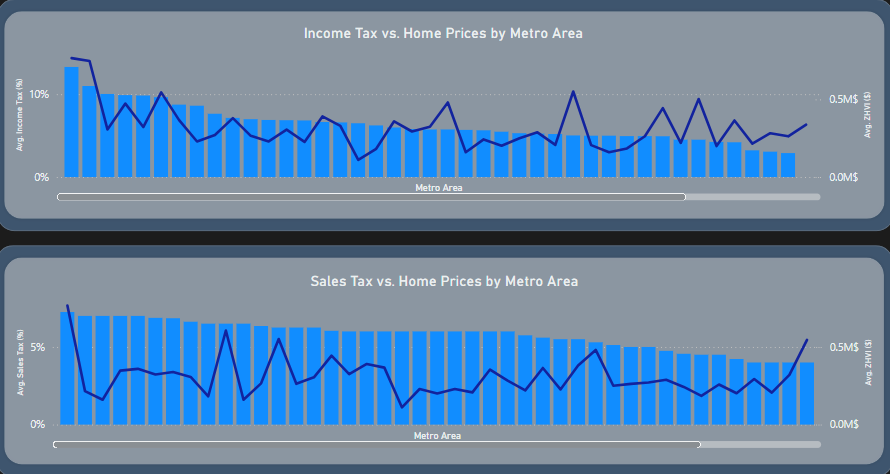 Income Tax vs. Home Prices by Metro Area
Avg. Income Tax (%)
10%
0%
0.5M$
0.0M$
Avg. ZHVI ($)
Metro Area
Sales Tax vs. Home Prices by Metro Area
Avg. Sales Tax (%)
5%
0%
0.5M$
0.0M$
Avg. ZHVI ($)
Metro Area